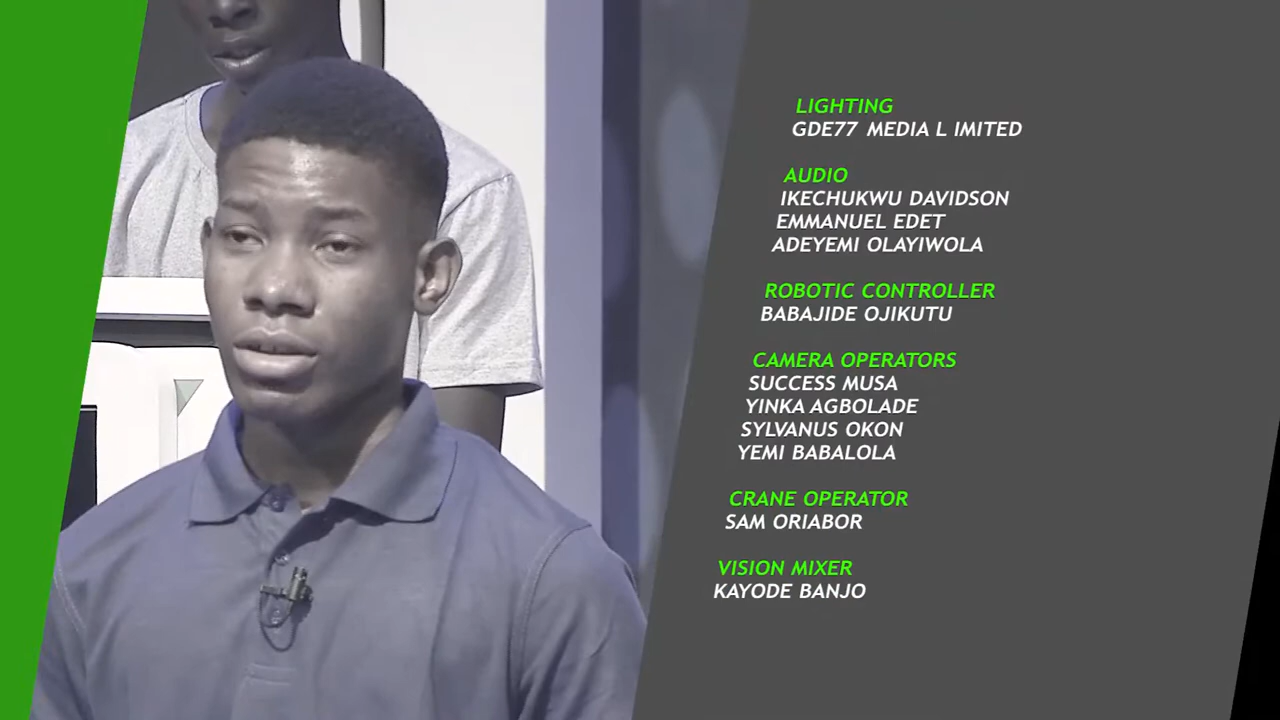 LIGHTING
GDE77 MEDIA L IMITED
AUDIO
IKECHUKWU DAVIDSON
EMMANUEL EDET
ADEYEMI OLAYIWOLA
ROBOTIC CONTROLLER
BABAJIDE OJIKUTU
CAMERA OPERATORS
SUCCESS MUSA
YINKA AGBOLADE
SYLVANUS OKON
YEMI BABALOLA
CRANE OPERATOR
SAM ORIABOR
VISION MIXER
KAYODE BANJO